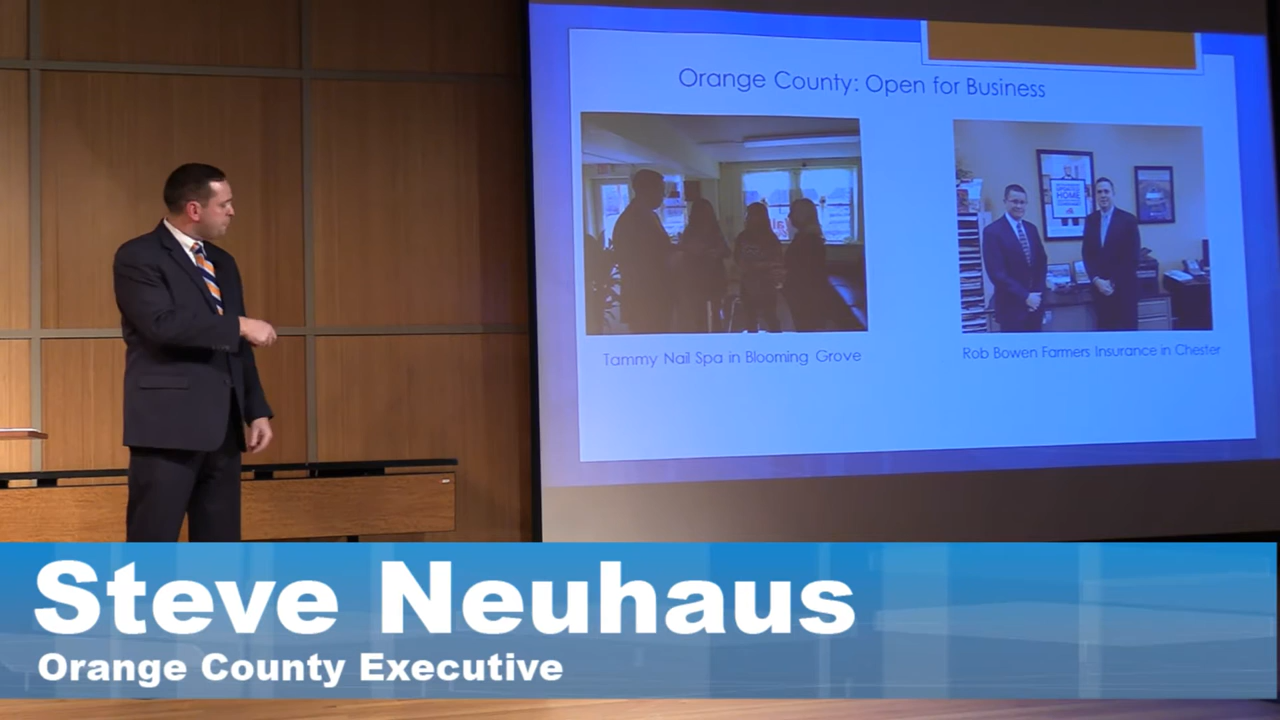 Orange County: Open for Business
Tammy Nail Spa in Blooming Grove
Rob Bowen Farmers Insurance in Chester
Steve Neuhaus
Orange County Executive